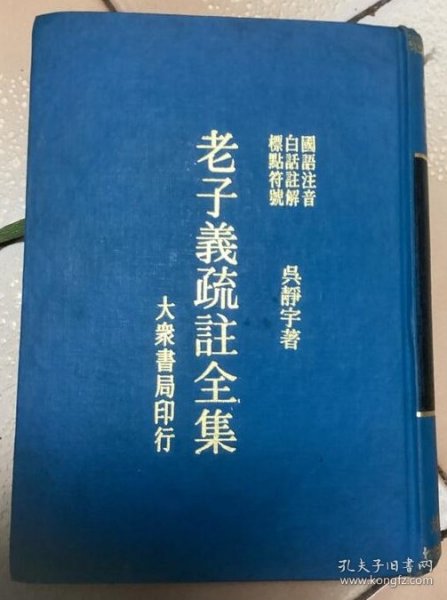 國語注音
白話註解
標點符號
吳靜宇著
老子義疏註全集
大衆書局印行
孔夫子旧书网
www.kongfz.com